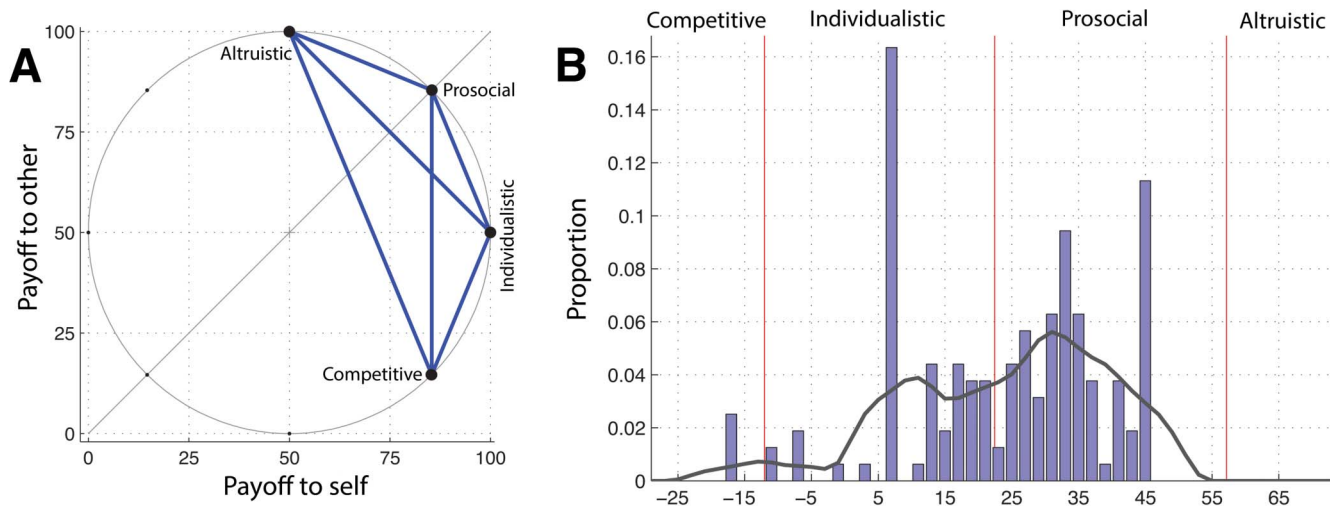 A
100
75
50
25
0
0
25
50
75
100
Payoff to other
Payoff to self
Altruistic
Prosocial
Individualistic
Competitive
B
Competitive
Individualistic
Prosocial
Altruistic
0.16
0.14
0.12
0.1
0.08
0.06
0.04
0.02
0
Proportion
−25
−15
−5
5
15
25
35
45
55
65